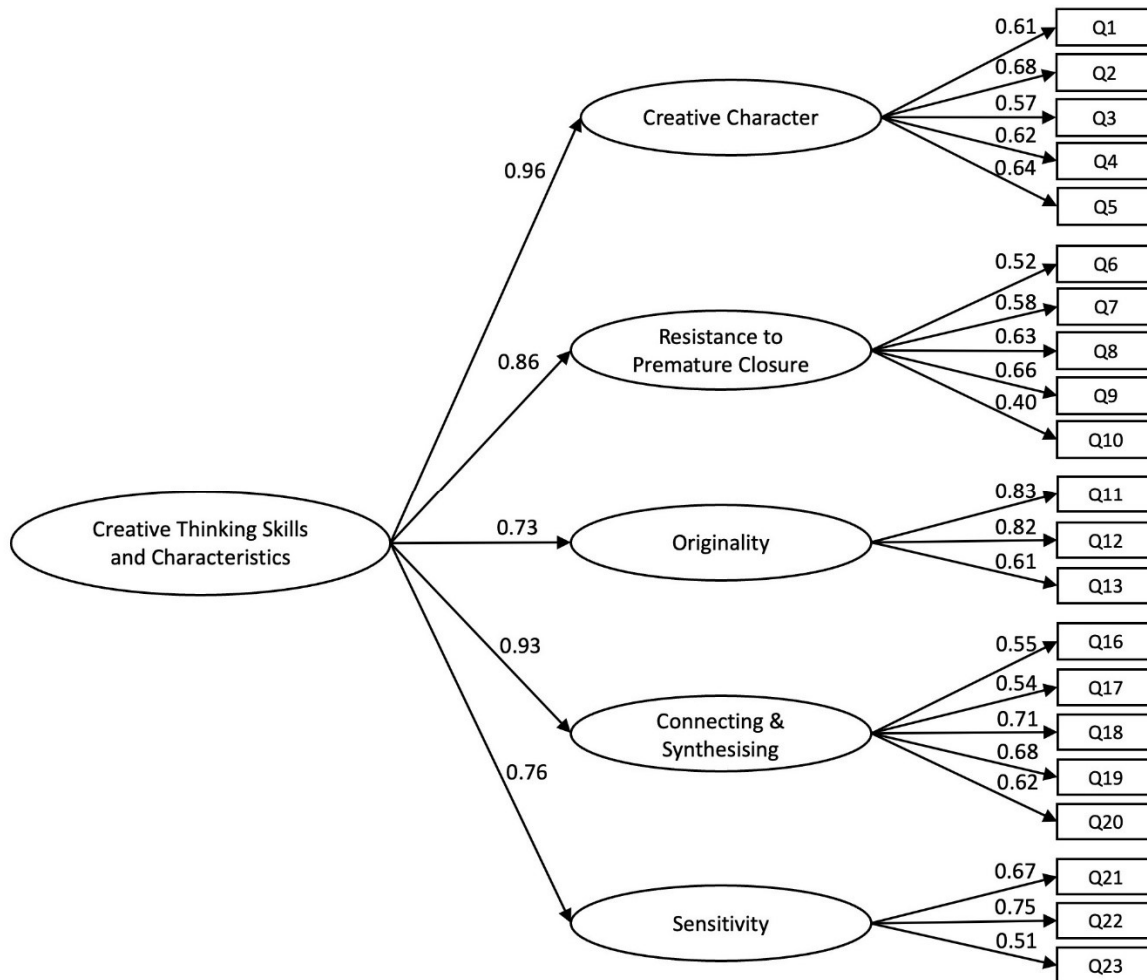 0.61
Q1
0.68
Q2
Creative Character
0.57
Q3
0.62
Q4
0.64
Q5
0.96
0.52
Q6
0.58
Q7
Resistance to
Premature Closure
0.63
Q8
0.66
Q9
0.40
Q10
0.86
Creative Thinking Skills
and Characteristics
0.73
Originality
0.83
Q11
0.82
Q12
0.61
Q13
0.93
Connecting &
Synthesising
0.55
Q16
0.54
Q17
0.71
Q18
0.68
Q19
0.62
Q20
0.76
Sensitivity
0.67
Q21
0.75
Q22
0.51
Q23